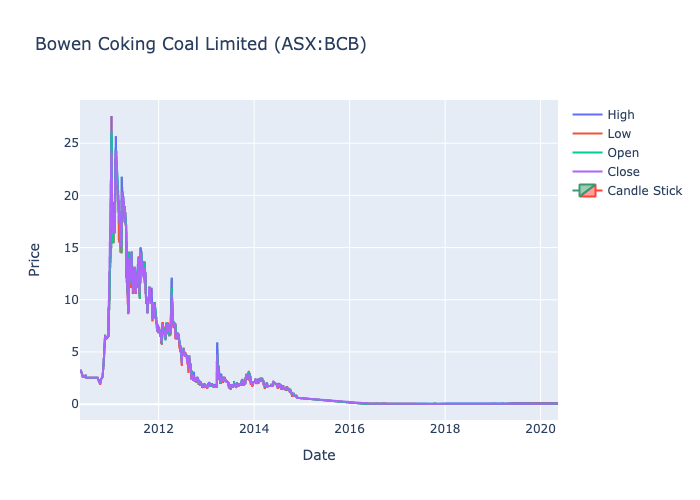 Bowen Coking Coal Limited (ASX:BCB)
High
Low
Open
Close
Candle Stick
Price
25
20
15
10
5
0
2012
2014
2016
2018
2020
Date